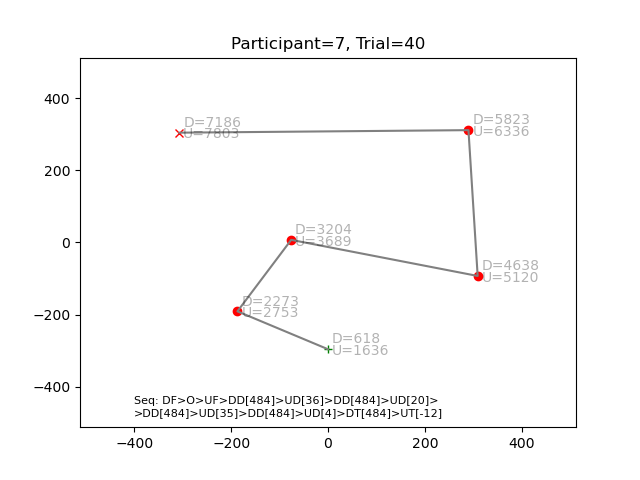 Participant=7, Trial=40
D=7186
U=7803
D=5823
U=6336
D=3204
U=3689
D=4638
U=5120
D=2273
U=2753
D=618
U=1636
Seq: DF>O>UF>DD[484]>UD[36]>DD[484]>UD[20]>
>DD[484]>UD[35]>DD[484]>UD[4]>DT[484]>UT[-12]
400
200
0
−200
−400
−400
−200
0
200
400